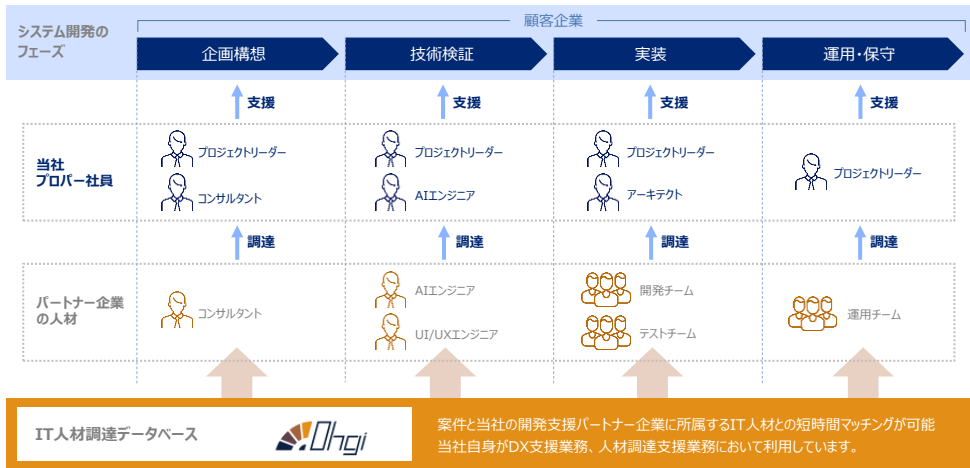 システム開発の
フェーズ
顧客企業
企画構想
技術検証
実装
運用・保守
支援
支援
支援
支援
当社
プロパー社員
プロジェクトリーダー
コンサルタント
プロジェクトリーダー
AIエンジニア
プロジェクトリーダー
アーキテクト
プロジェクトリーダー
調達
調達
調達
調達
パートナー企業
の人材
コンサルタント
AIエンジニア
UI/UXエンジニア
開発チーム
テストチーム
運用チーム
IT人材調達データベース
Ohgi
案件と当社の開発支援パートナー企業に所属するIT人材との短時間マッチングが可能
当社自身がDX支援業務、人材調達支援業務において利用しています。